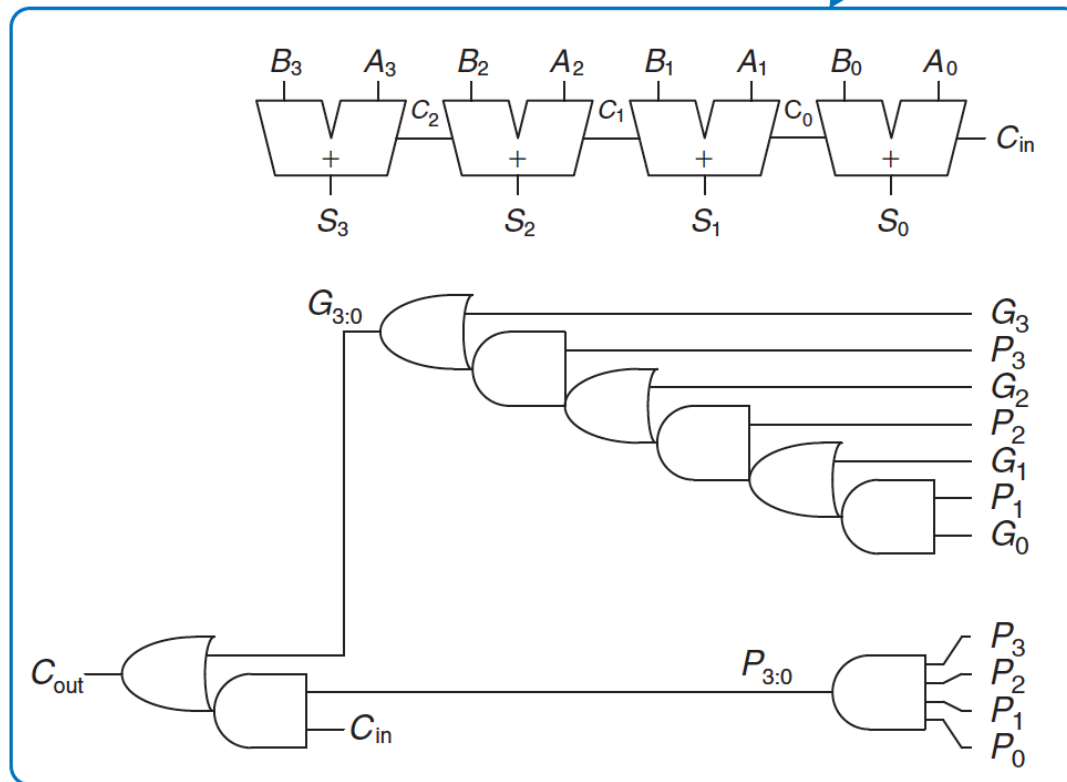 B3 A3 B2 A2 B1 A1 B0 A0
C2 C1 C0 Cin
+ + + +
S3 S2 S1 S0
G3:0 G3
P3
G2
P2
G1
P1
G0
P3
P3:0 P2
Cout P1
Cin P0